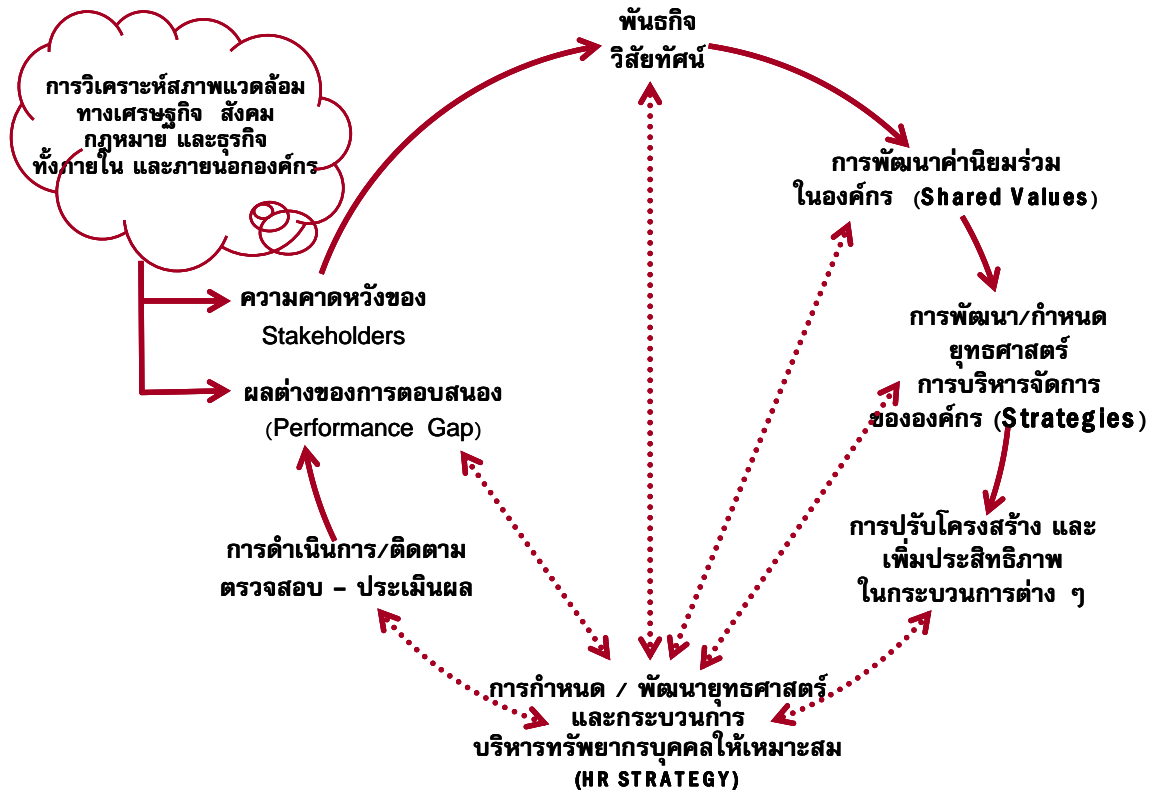 พันธกิจ
วิสัยทัศน์
การวิเคราะห์สภาพแวดล้อม
ทางเศรษฐกิจ สังคม
กฎหมาย และธุรกิจ
ทั้งภายใน และภายนอกองค์กร
การพัฒนาค่านิยมร่วม
ในองค์กร (Shared Values)
ความคาดหวังของ
Stakeholders
การพัฒนา/กำหนด
ยุทธศาสตร์
การบริหารจัดการ
ขององค์กร (Strategies)
ผลต่างของการตอบสนอง
(Performance Gap)
การปรับโครงสร้าง และ
เพิ่มประสิทธิภาพ
ในกระบวนการต่าง ๆ
การดำเนินการ/ติดตาม
ตรวจสอบ – ประเมินผล
การกำหนด / พัฒนายุทธศาสตร์
และกระบวนการ
บริหารทรัพยากรบุคคลให้เหมาะสม
(HR STRATEGY)